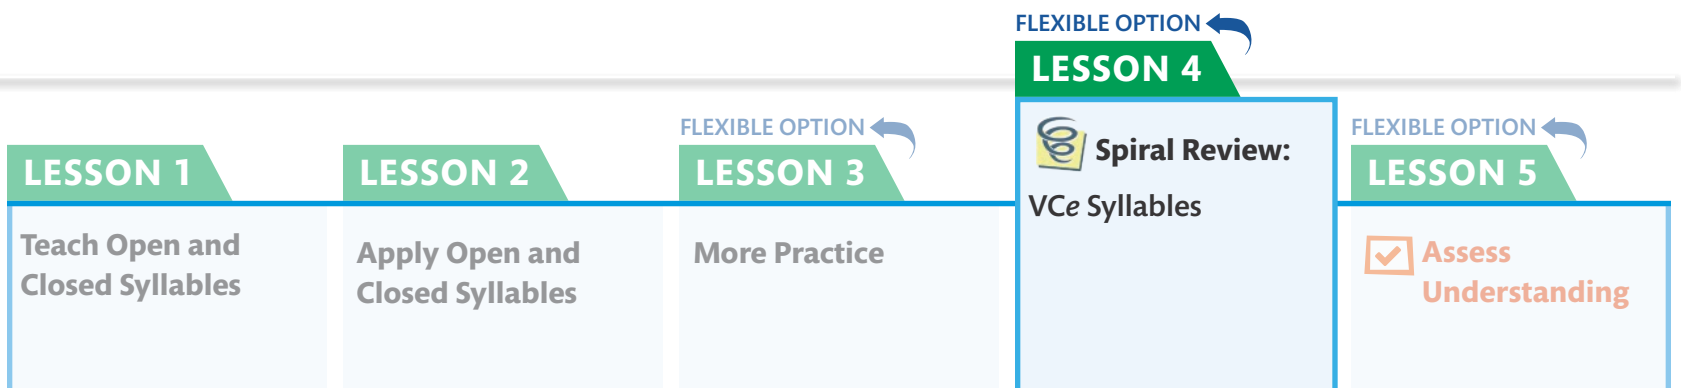 LESSON 1
Teach Open and
Closed Syllables
LESSON 2
Apply Open and
Closed Syllables
FLEXIBLE OPTION
LESSON 3
More Practice
FLEXIBLE OPTION
LESSON 4
Spiral Review:
VCe Syllables
FLEXIBLE OPTION
LESSON 5
Assess
Understanding